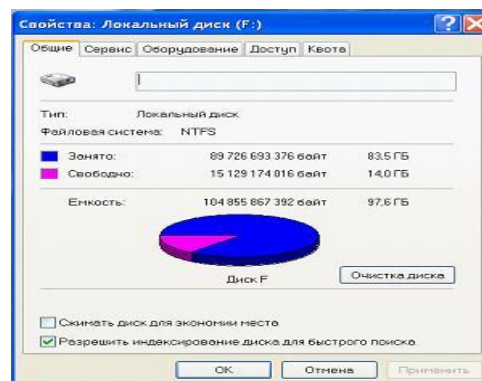 Свойства: Локальный диск (F:)
Общие Сервис Оборудование Доступ Квота
Тип: Локальный диск
Файловая система: NTFS
Занято: 89 726 693 376 байт 83,5 ГБ
Свободно: 15 129 174 016 байт 14,0 ГБ
Емкость: 104 855 867 392 байт 97,6 ГБ
Диск F
Очистка диска
Сжимать диск для экономии места
Разрешить индексирование диска для быстрого поиска
ОК Отмена Применить